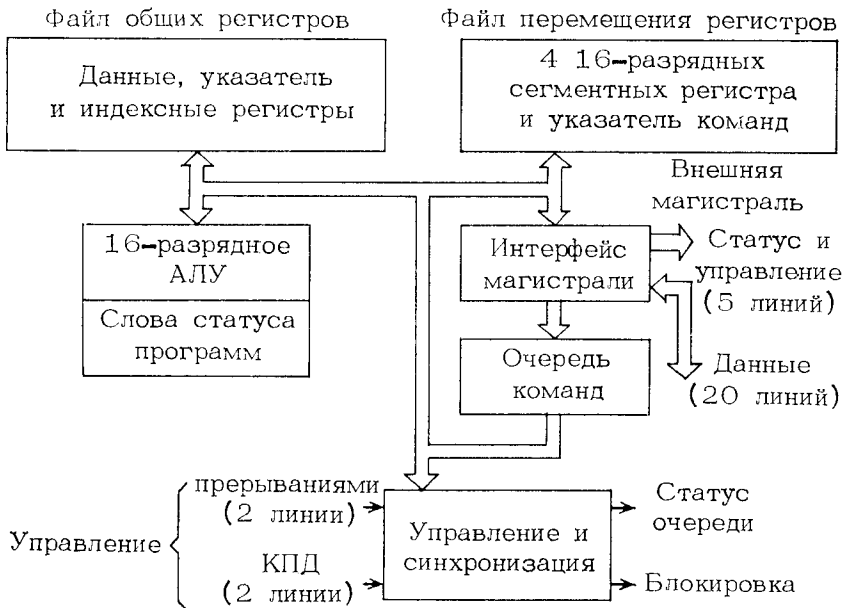 Файл общих регистров
Данные, указатель
и индексные регистры
Файл перемещения регистров
4 16-разрядных
сегментных регистра
и указатель команд
16-разрядное
АЛУ
Слова статуса
программ
Интерфейс
магистрали
Внешняя
магистраль
Статус и
управление
(5 линий)
Данные
(20 линий)
Очередь
команд
Управление
прерываниями
(2 линии)
КПД
(2 линии)
Управление и
синхронизация
Статус
очереди
Блокировка